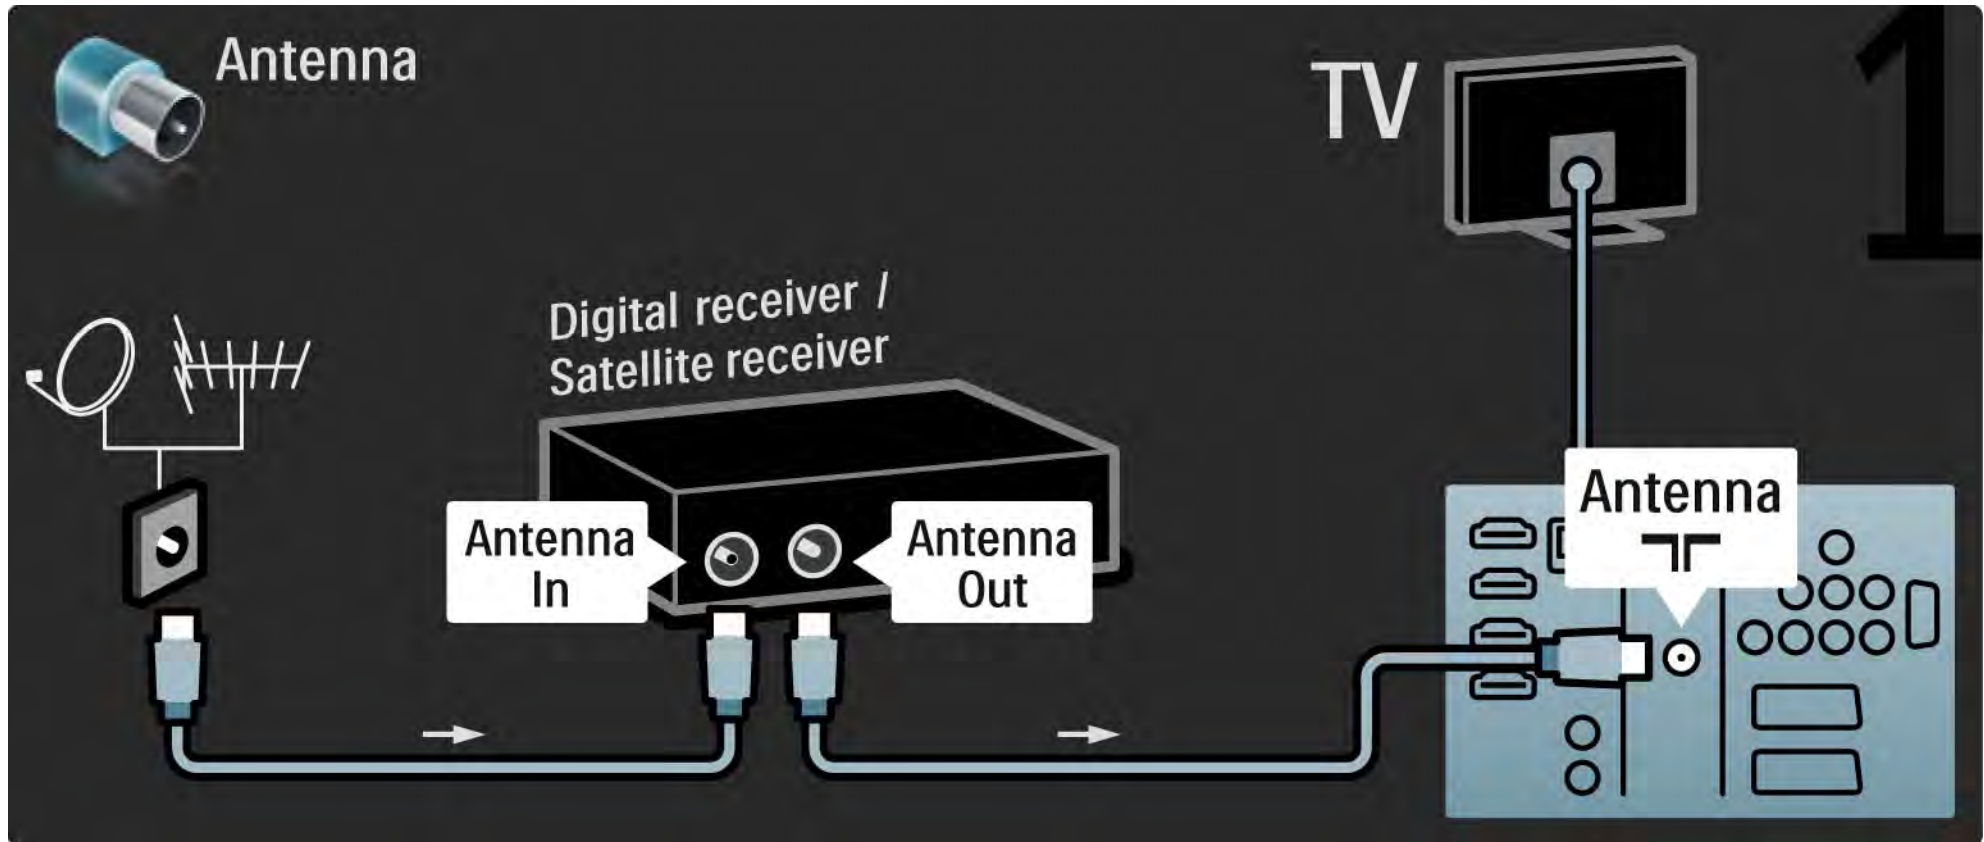 Antenna
TV
1
Digital receiver /
Satellite receiver
Antenna
In
Antenna
Out
Antenna